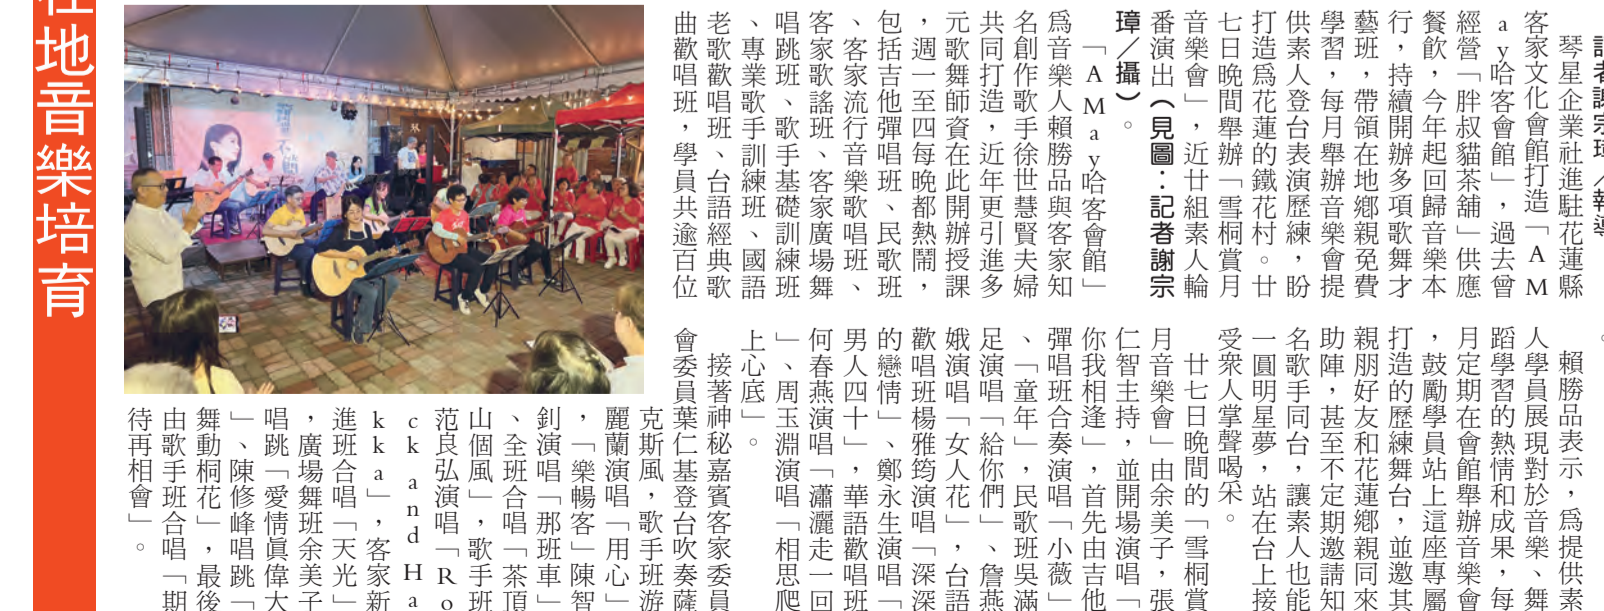 在地音樂培育
記者謝宗璋／報導
琴星企業社進駐花蓮縣
客家文化會館打造「AM
ay哈客會館」，過去曾
經營「胖叔貓茶舖」供應
餐飲，今年起回歸音樂本
行，持續開辦多項歌舞才
藝班，帶領在地鄉親免費
學習，每月舉辦音樂會提
供素人登台表演歷練，盼
打造爲花蓮的鐵花村。廿
七日晚間舉辦「雪桐賞月
音樂會」，近廿組素人輪
番演出（見圖：記者謝宗
璋／攝）。
「AMay哈客會館」
爲音樂人賴勝品與客家知
名創作歌手徐世慧賢夫婦
共同打造，近年更引進多
元歌舞師資在此開辦授課
，週一至四每晚都熱鬧，
包括吉他彈唱班、民歌班
、客家流行音樂歌唱班、
客家歌謠班、客家廣場舞
唱跳班、歌手基礎訓練班
、專業歌手訓練班、國語
老歌歡唱班、台語經典歌
曲歡唱班，學員共逾百位
。
賴勝品表示，爲提供素
人學員展現對於音樂、舞
蹈學習的熱情和成果，每
月定期在會館舉辦音樂會
，鼓勵學員站上這座專屬
打造的歷練舞台，並邀其
親朋好友和花蓮鄉親同來
助陣，甚至不定期邀請知
名歌手同台，讓素人也能
一圓明星夢，站在台上接
受衆人掌聲喝采。
廿七日晚間的「雪桐賞
月音樂會」由余美子，張
仁智主持，並開場演唱「
你我相逢」，首先由吉他
彈唱班合奏演唱「小薇」
、「童年」，民歌班吳滿
足演唱「給你們」、詹燕
娥演唱「女人花」，台語
歡唱班楊雅筠演唱「深深
的戀情」、鄭永生演唱「
男人四十」，華語歡唱班
何春燕演唱「瀟灑走一回
」、周玉淵演唱「相思爬
上心底」。
接著神秘嘉賓客家委員
會委員葉仁基登台吹奏薩
克斯風，歌手班游
麗蘭演唱「用心」
，「樂暢客」陳智
釗演唱「那班車」
、全班合唱「茶頂
山個風」，歌手班
范良弘演唱「Ro
ck and Ha
kka」，客家新
進班合唱「天光」
，廣場舞班余美子
唱跳「愛情眞偉大
」、陳修峰唱跳「
舞動桐花」，最後
由歌手班合唱「期
待再相會」。